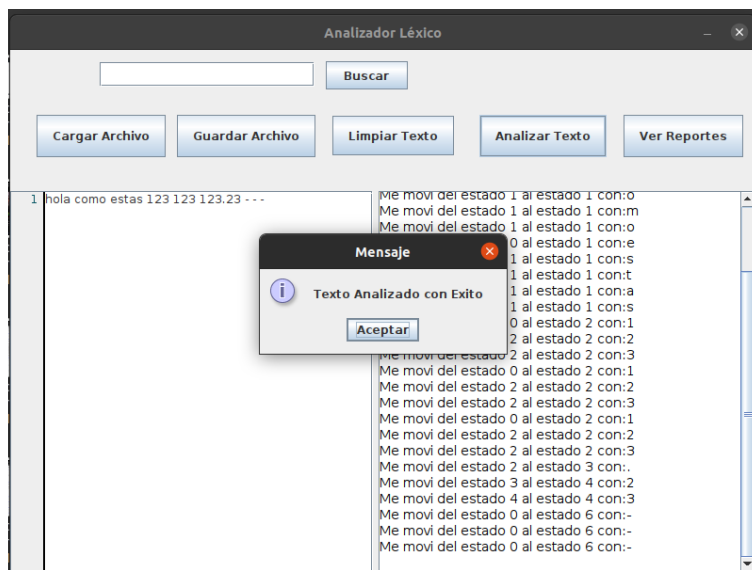 Analizador Léxico
Buscar
Cargar Archivo Guardar Archivo Limpiar Texto Analizar Texto Ver Reportes
1 hola como estas 123 123 123.23 - - -
Me movi del estado 1 al estado 1 con:o
Me movi del estado 1 al estado 1 con:m
Me movi del estado 1 al estado 1 con:o
0 al estado 1 con:e
1 al estado 1 con:s
1 al estado 1 con:t
1 al estado 1 con:a
1 al estado 1 con:s
0 al estado 2 con:1
2 al estado 2 con:2
Me movi del estado 2 al estado 2 con:3
Me movi del estado 0 al estado 2 con:1
Me movi del estado 2 al estado 2 con:2
Me movi del estado 2 al estado 2 con:3
Me movi del estado 0 al estado 2 con:1
Me movi del estado 2 al estado 2 con:2
Me movi del estado 2 al estado 2 con:3
Me movi del estado 2 al estado 3 con:.
Me movi del estado 3 al estado 4 con:2
Me movi del estado 4 al estado 4 con:3
Me movi del estado 0 al estado 6 con:-
Me movi del estado 0 al estado 6 con:-
Me movi del estado 0 al estado 6 con:-
Mensaje
Texto Analizado con Exito
Aceptar